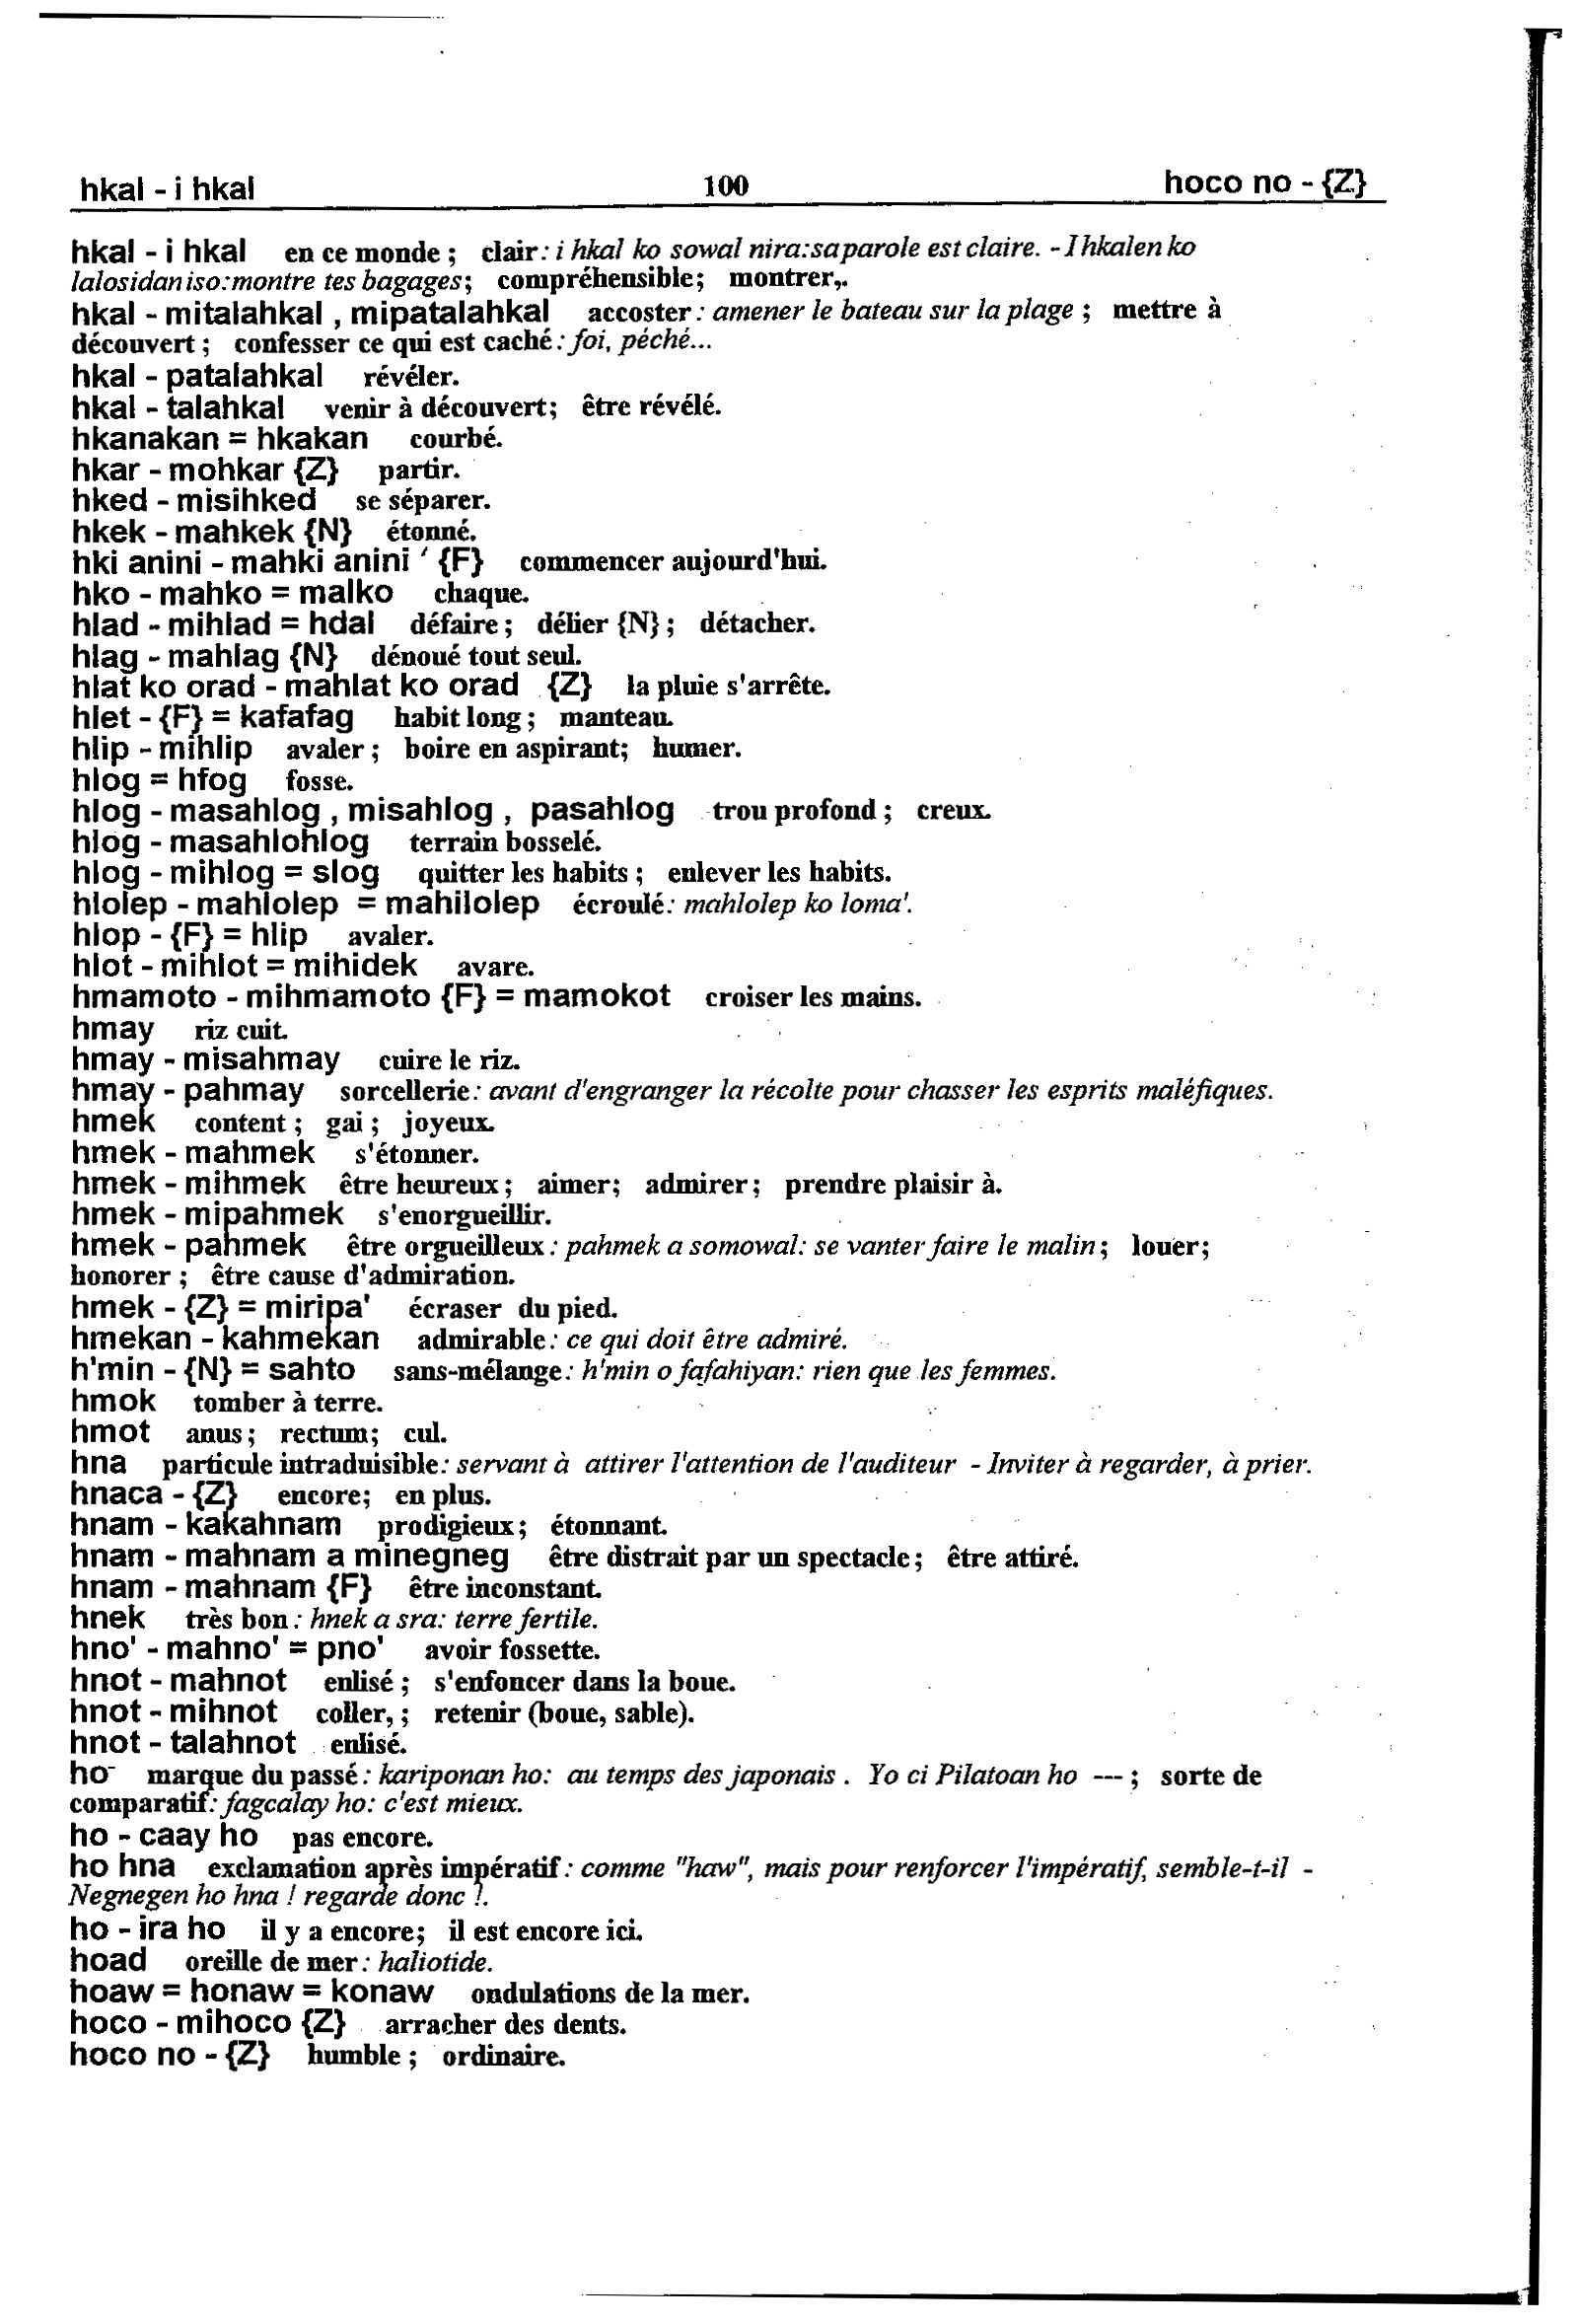 hkal - i hkal 100 hoco no - {Z}
hkal - i hkal en ce monde ; clair : i hkal ko sowal nira:sa parole est claire. - I hkalen ko
lalosidan iso:montre tes bagages; compréhensible; montrer,.
hkal - mitalahkal , mipatalahkal accoster : amener le bateau sur la plage ; mettre à
découvert ; confesser ce qui est caché : foi, péché...
hkal - patalahkal révéler.
hkal - talahkal venir à découvert; être révélé.
hkanakan = hkakan courbé.
hkar - mohkar {Z} partir.
hked - misihked se séparer.
hkek - mahkek {N} étonné.
hki anini - mahki anini ' {F} commencer aujourd'hui.
hko - mahko = malko chaque.
hlad - mihlad = hdal défaire ; délier {N} ; détacher.
hlag - mahlag {N} dénoué tout seul.
hlat ko orad - mahlat ko orad {Z} la pluie s'arrête.
hlet - {F} = kafafag habit long ; manteau.
hlip - mihlip avaler ; boire en aspirant; humer.
hlog = hfog fosse.
hlog - masahlog , misahlog , pasahlog trou profond ; creux.
hlog - masahlohlog terrain bosselé.
hlog - mihlog = slog quitter les habits ; enlever les habits.
hlolep - mahlolep = mahilolep écroulé : mahlolep ko loma'.
hlop - {F} = hlip avaler.
hlot - mihlot = mihidek avare.
hmamoto - mihmamoto {F} = mamokot croiser les mains.
hmay riz cuit.
hmay - misahmay cuire le riz.
hmay - pahmay sorcellerie : avant d'engranger la récolte pour chasser les esprits maléfiques.
hmek content ; gai ; joyeux.
hmek - mahmek s'étonner.
hmek - mihmek être heureux ; aimer; admirer ; prendre plaisir à.
hmek - mipahmek s'enorgueillir.
hmek - pahmek être orgueilleux : pahmek a somowal: se vanter faire le malin ; louer;
honorer ; être cause d'admiration.
hmek - {Z} = miripa' écraser du pied.
hmekan - kahmekan admirable : ce qui doit être admiré.
h'min - {N} = sahto sans-mélange : h'min o fafahiyan: rien que les femmes.
hmok tomber à terre.
hmot anus ; rectum; cul.
hna particule intraduisible : servant à attirer l'attention de l'auditeur - Inviter à regarder, à prier.
hnaca - {Z} encore; en plus.
hnam - kakahnam prodigieux ; étonnant.
hnam - mahnam a minegneg être distrait par un spectacle ; être attiré.
hnam - mahnam {F} être inconstant.
hnek très bon : hnek a sra: terre fertile.
hno' - mahno' = pno' avoir fossette.
hnot - mahnot enlisé ; s'enfoncer dans la boue.
hnot - mihnot coller, ; retenir (boue, sable).
hnot - talahnot enlisé.
ho- marque du passé : kariponan ho: au temps des japonais . Yo ci Pilatoan ho --- ; sorte de
comparatif : fagcalay ho: c'est mieux.
ho - caay ho pas encore.
ho hna exclamation après impératif : comme "haw", mais pour renforcer l'impératif, semble-t-il -
Negnegen ho hna ! regarde donc !.
ho - ira ho il y a encore; il est encore ici.
hoad oreille de mer : haliotide.
hoaw = honaw = konaw ondulations de la mer.
hoco - mihoco {Z} arracher des dents.
hoco no - {Z} humble ; ordinaire.